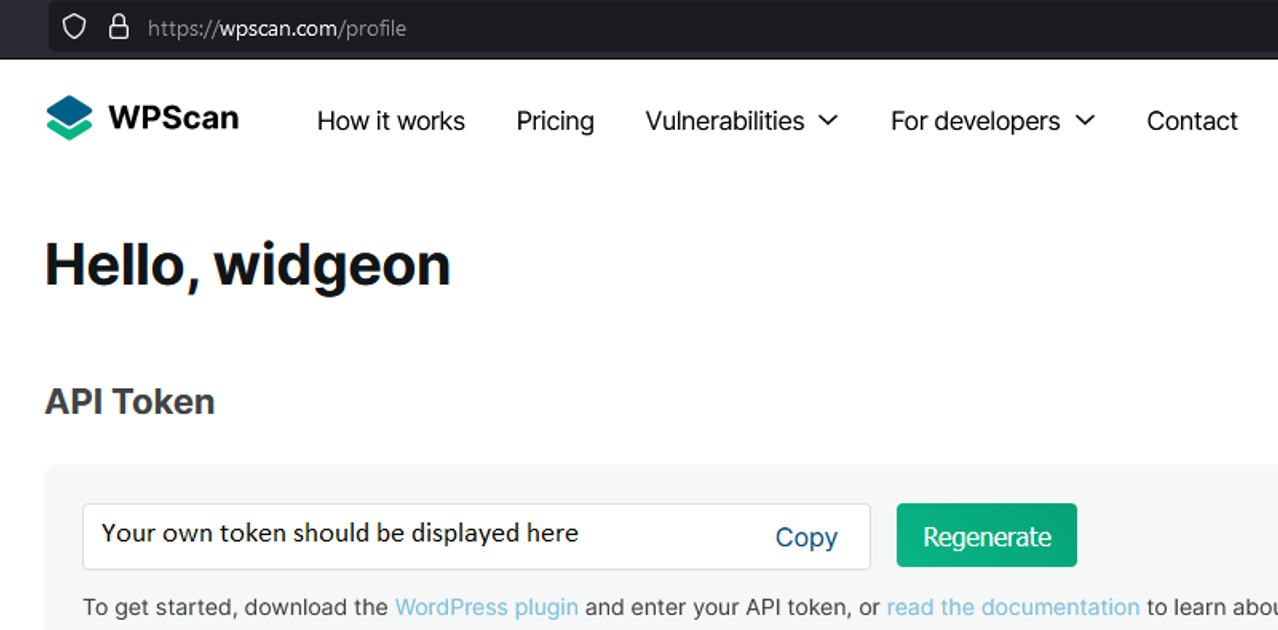 https://wpscan.com/profile
WPScan How it works Pricing Vulnerabilities For developers Contact
Hello, widgeon
API Token
Your own token should be displayed here Copy Regenerate
To get started, download the WordPress plugin and enter your API token, or read the documentation to learn abou